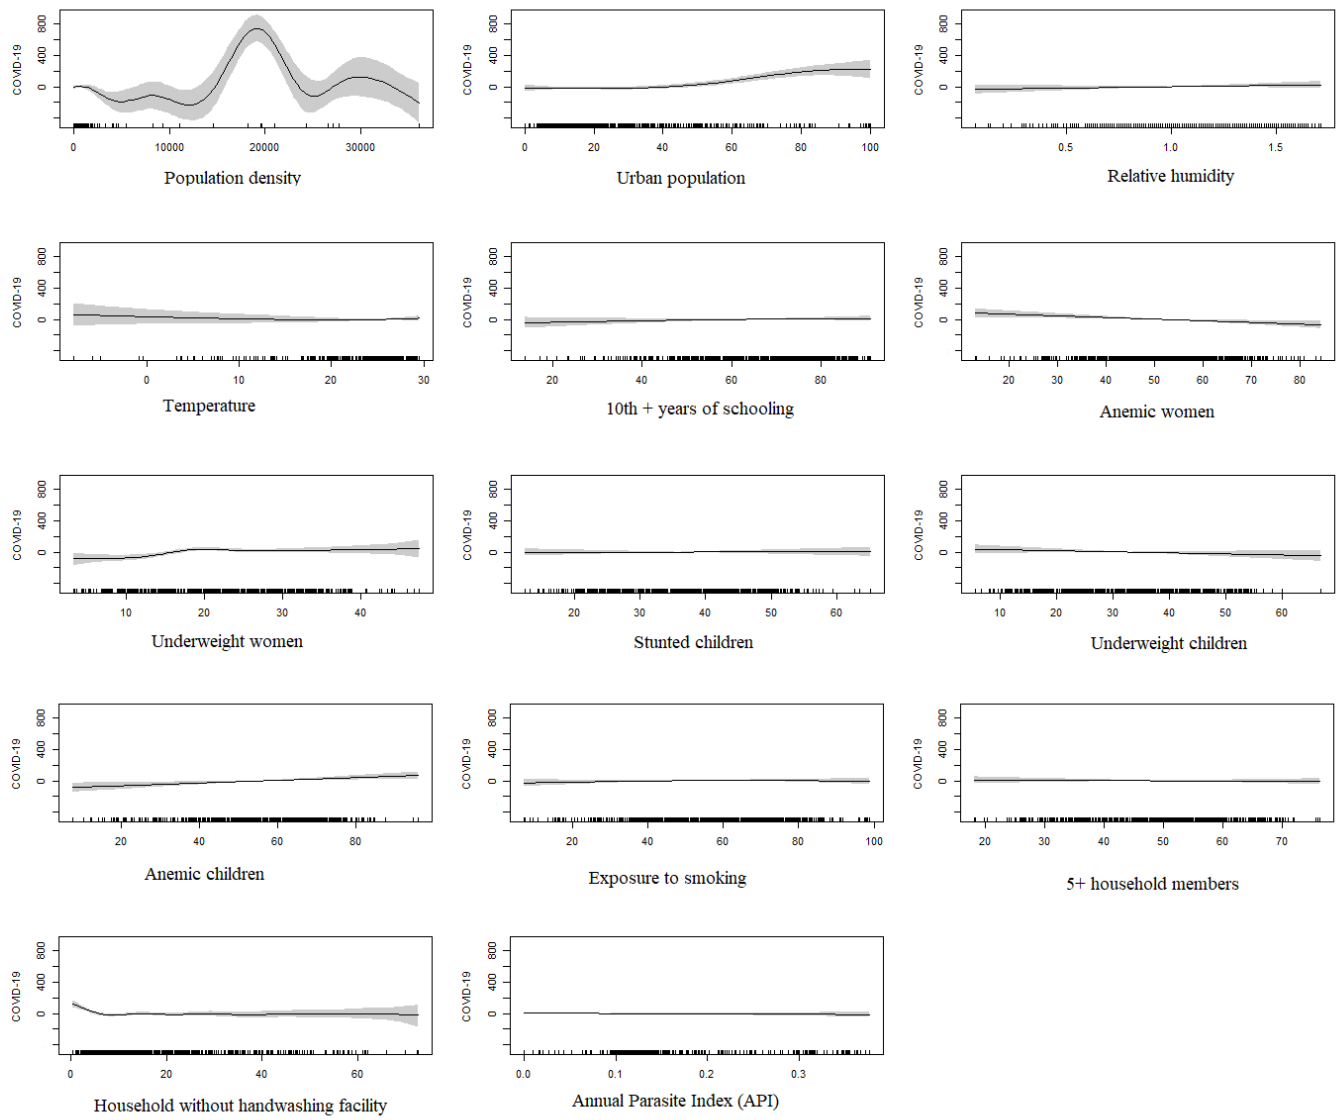 COVID-19
0 400 800
0 10000 20000 30000
Population density
COVID-19
0 400 800
0 20 40 60 80 100
Urban population
COVID-19
0 400 800
0.5 1.0 1.5
Relative humidity
COVID-19
0 400 800
0 10 20 30
Temperature
COVID-19
0 400 800
20 40 60 80
10th + years of schooling
COVID-19
0 400 800
20 30 40 50 60 70 80
Anemic women
COVID-19
0 400 800
10 20 30 40
Underweight women
COVID-19
0 400 800
20 30 40 50 60
Stunted children
COVID-19
0 400 800
10 20 30 40 50 60
Underweight children
COVID-19
0 400 800
20 40 60 80
Anemic children
COVID-19
0 400 800
20 40 60 80 100
Exposure to smoking
COVID-19
0 400 800
20 30 40 50 60 70
5+ household members
COVID-19
0 400 800
0 20 40 60
Household without handwashing facility
COVID-19
0 400 800
0.0 0.1 0.2 0.3
Annual Parasite Index (API)